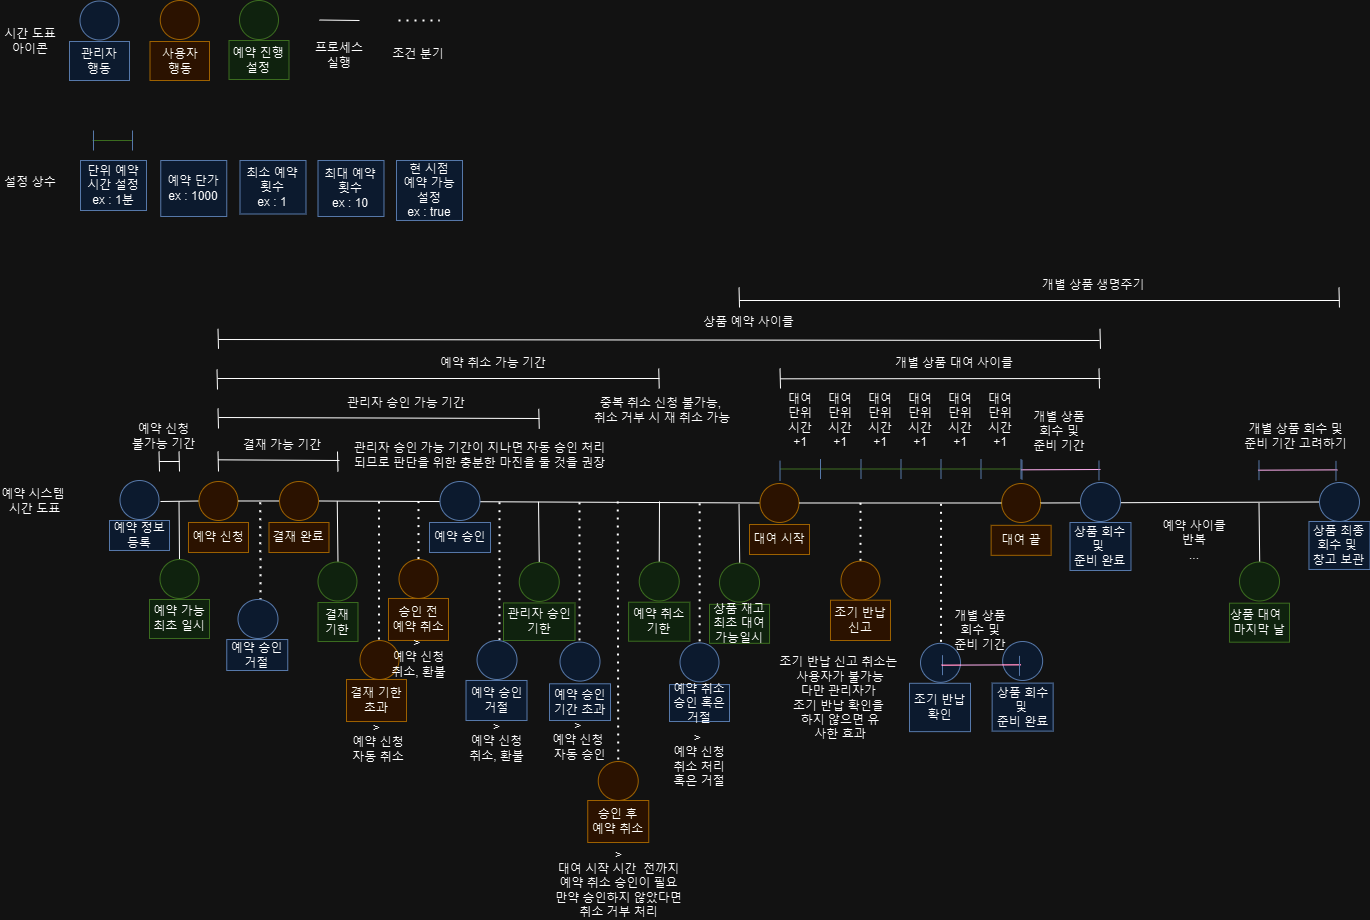 시간 도표
아이콘
관리자
행동
사용자
행동
예약 진행
설정
프로세스
실행
조건 분기
설정 상수
단위 예약
시간 설정
ex : 1분
예약 단가
ex : 1000
최소 예약
횟수
ex : 1
최대 예약
횟수
ex : 10
현 시점
예약 가능
설정
ex : true
개별 상품 생명주기
상품 예약 사이클
예약 취소 가능 기간
개별 상품 대여 사이클
관리자 승인 가능 기간
중복 취소 신청 불가능,
취소 거부 시 재 취소 가능
대여
단위
시간
+1
대여
단위
시간
+1
대여
단위
시간
+1
대여
단위
시간
+1
대여
단위
시간
+1
대여
단위
시간
+1
개별 상품
회수 및
준비 기간
예약 신청
불가능 기간
결재 가능 기간
관리자 승인 가능 기간이 지나면 자동 승인 처리
되므로 판단을 위한 충분한 마진을 둘 것을 권장
개별 상품 회수 및
준비 기간 고려하기
예약 시스템
시간 도표
예약 정보
등록
예약 신청
결제 완료
예약 승인
대여 시작
대여 끝
상품 회수
및
준비 완료
예약 사이클
반복
...
상품 최종
회수 및
창고 보관
예약 가능
최초 일시
예약 승인
거절
결재
기한
결재 기한
초과
>
예약 신청
자동 취소
승인 전
예약 취소
>
예약 신청
취소, 환불
예약 승인
거절
>
예약 신청
취소, 환불
관리자 승인
기한
예약 승인
기간 초과
>
예약 신청
자동 승인
승인 후
예약 취소
>
대여 시작 시간 전까지
예약 취소 승인이 필요
만약 승인하지 않았다면
취소 거부 처리
예약 취소
기한
예약 취소
승인 혹은
거절
>
예약 신청
취소 처리
혹은 거절
상품 재고
최초 대여
가능일시
조기 반납
신고
조기 반납 신고 취소는
사용자가 불가능
다만 관리자가
조기 반납 확인을
하지 않으면 유
사한 효과
조기 반납
확인
개별 상품
회수 및
준비 기간
상품 회수
및
준비 완료
상품 대여
마지막 날